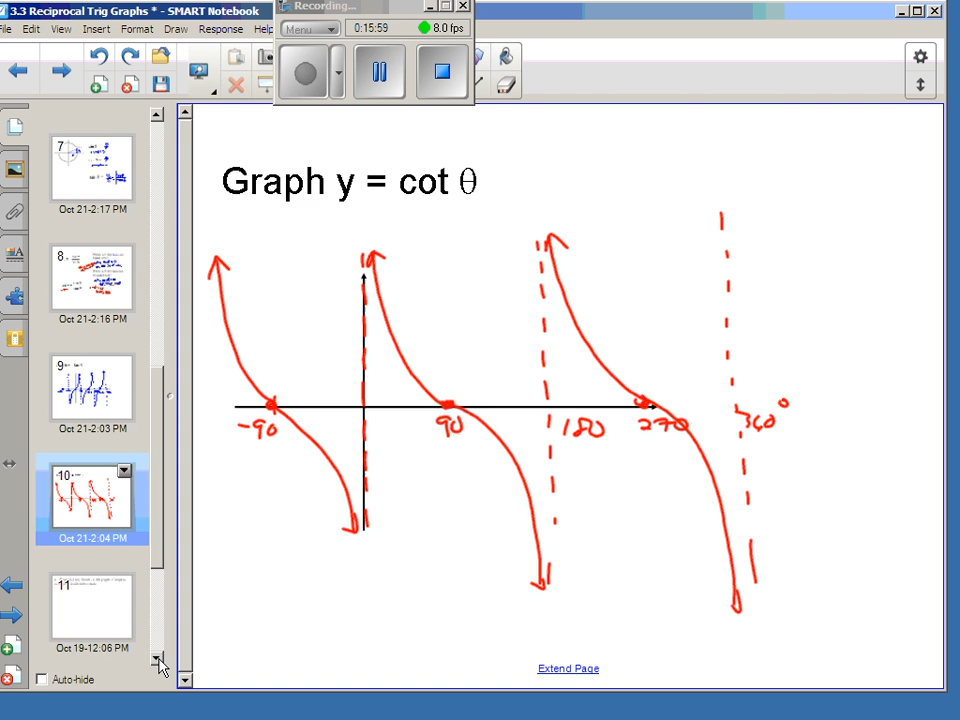 3.3 Reciprocal Trig Graphs * - SMART Notebook
Recording...
File Edit View Insert Format Draw Response
Menu
0:15:59
8.0 fps
7
Oct 21-2:17 PM
8
Oct 21-2:16 PM
9
Oct 21-2:03 PM
10
Oct 21-2:04 PM
11
Oct 19-12:06 PM
Auto-hide
Graph y = cot θ
-90 90 180 270 360°
Extend Page